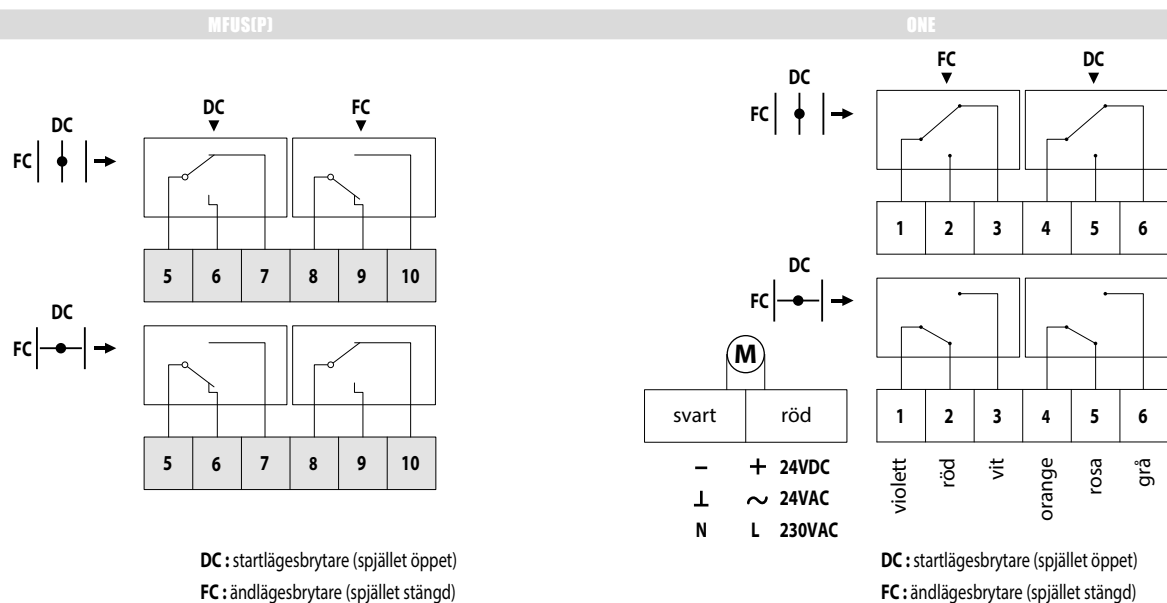 MFUS(P)
DC
FC
DC
FC
5 6 7 8 9 10
DC
FC
5 6 7 8 9 10
DC : startlägesbrytare (spjället öppet)
FC : ändlägesbrytare (spjället stängd)
ONE
DC
FC
FC
DC
1 2 3 4 5 6
DC
FC
M
svart röd
− + 24VDC
⊥ ~ 24VAC
N L 230VAC
1 2 3 4 5 6
violett
röd
vit
orange
rosa
grå
DC : startlägesbrytare (spjället öppet)
FC : ändlägesbrytare (spjället stängd)